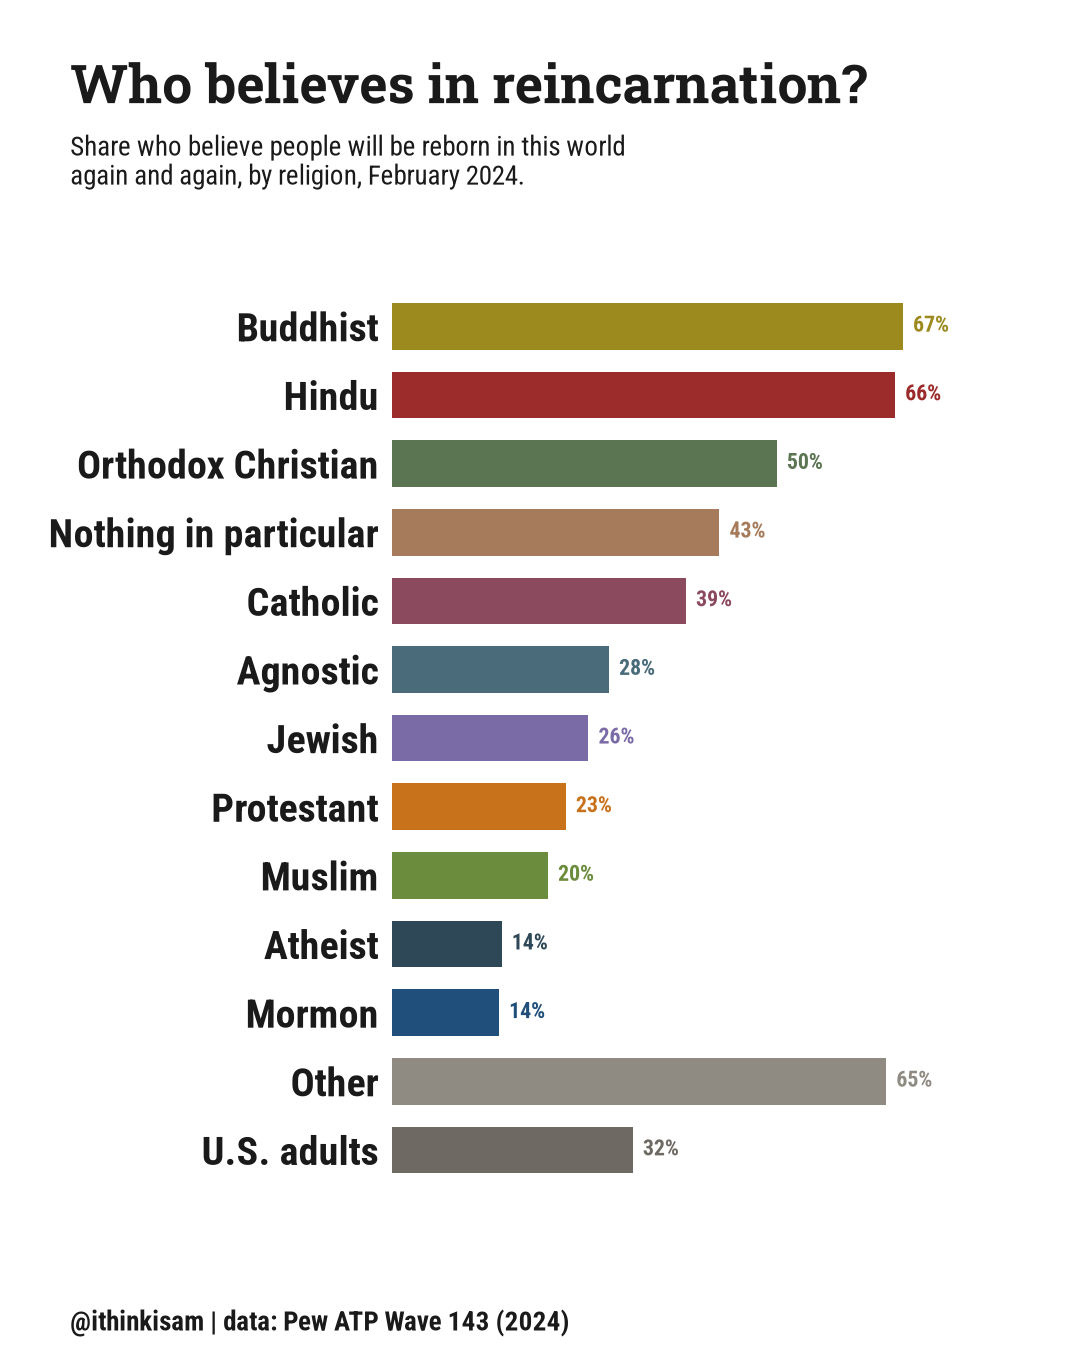 Who believes in reincarnation?
Share who believe people will be reborn in this world
again and again, by religion, February 2024.
Buddhist 67%
Hindu 66%
Orthodox Christian 50%
Nothing in particular 43%
Catholic 39%
Agnostic 28%
Jewish 26%
Protestant 23%
Muslim 20%
Atheist 14%
Mormon 14%
Other 65%
U.S. adults 32%
@ithinkisam | data: Pew ATP Wave 143 (2024)